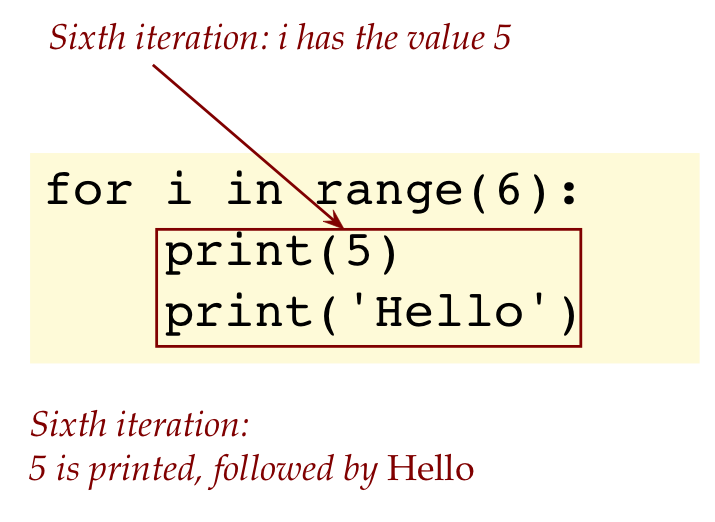 Sixth iteration: i has the value 5
for i in range(6):
print(5)
print('Hello')
Sixth iteration:
5 is printed, followed by Hello